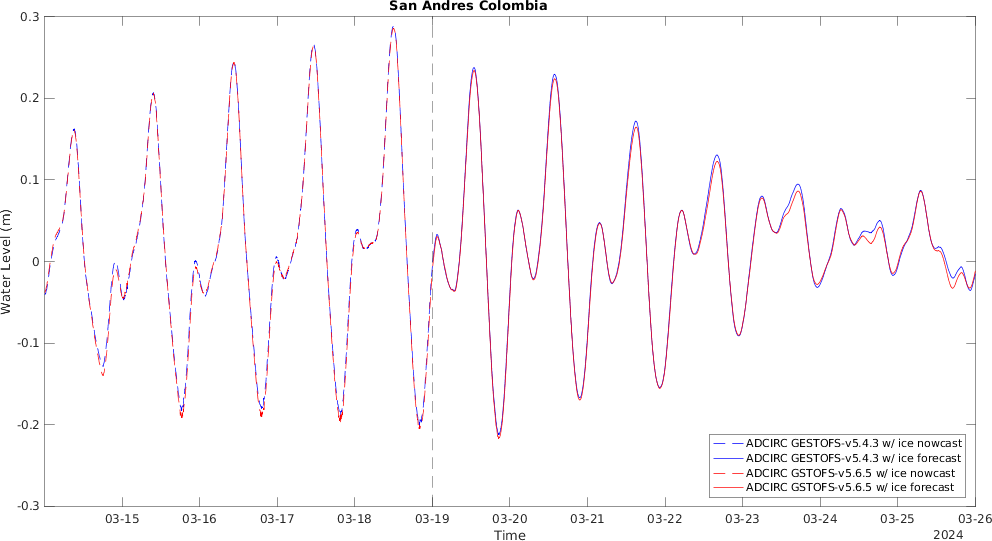 San Andres Colombia
0.3
0.2
0.1
0
-0.1
-0.2
-0.3
Water Level (m)
ADCIRC GESTOFS-v5.4.3 w/ ice nowcast
ADCIRC GESTOFS-v5.4.3 w/ ice forecast
ADCIRC GSTOFS-v5.6.5 w/ ice nowcast
ADCIRC GSTOFS-v5.6.5 w/ ice forecast
03-15 03-16 03-17 03-18 03-19 03-20 03-21 03-22 03-23 03-24 03-25 03-26
Time
2024